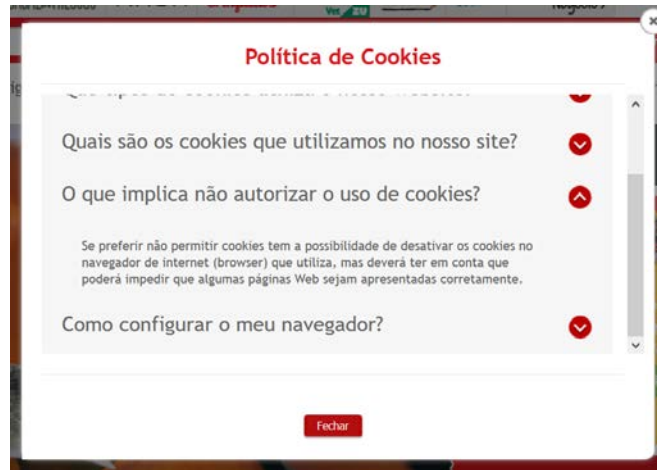 Política de Cookies
Quais são os cookies que utilizamos no nosso site?
O que implica não autorizar o uso de cookies?
Se preferir não permitir cookies tem a possibilidade de desativar os cookies no
navegador de internet (browser) que utiliza, mas deverá ter em conta que
poderá impedir que algumas páginas Web sejam apresentadas corretamente.
Como configurar o meu navegador?
Fechar